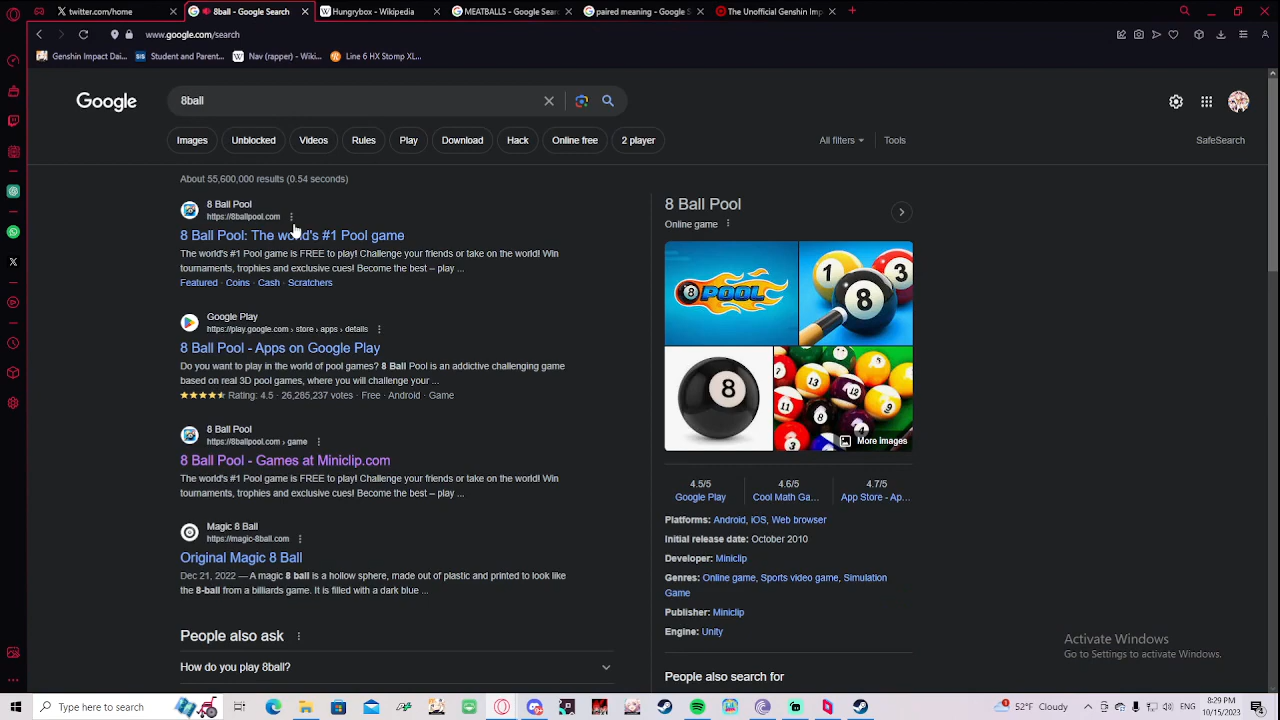 twitter.com/home
8ball - Google Search
Hungrybox - Wikipedia
MEATBALLS - Google Sear
paired meaning - Google S
The Unofficial Genshin Imp
www.google.com/search
Genshin Impact Dai...
SIS
Student and Parent...
Nav (rapper) - Wiki...
Line 6 HX Stomp XL...
Google
8ball
Images
Unblocked
Videos
Rules
Play
Download
Hack
Online free
2 player
All filters
Tools
SafeSearch
About 55,600,000 results (0.54 seconds)
8 Ball Pool
https://8ballpool.com
8 Ball Pool: The world's #1 Pool game
The world's #1 Pool game is FREE to play! Challenge your friends or take on the world! Win
tournaments, trophies and exclusive cues! Become the best – play ...
Featured · Coins · Cash · Scratchers
Google Play
https://play.google.com › store › apps › details
8 Ball Pool - Apps on Google Play
Do you want to play in the world of pool games? 8 Ball Pool is an addictive challenging game
based on real 3D pool games, where you will challenge your ...
Rating: 4.5 · 26,285,237 votes · Free · Android · Game
8 Ball Pool
https://8ballpool.com › game
8 Ball Pool - Games at Miniclip.com
The world's #1 Pool game is FREE to play! Challenge your friends or take on the world! Win
tournaments, trophies and exclusive cues! Become the best – play ...
Magic 8 Ball
https://magic-8ball.com
Original Magic 8 Ball
Dec 21, 2022 — A magic 8 ball is a hollow sphere, made out of plastic and printed to look like
the 8-ball from a billiards game. It is filled with a dark blue ...
People also ask
How do you play 8ball?
8 Ball Pool
Online game
8 POOL
1
3
8
8
7
13
12
11
8
9
3
More images
4.5/5
Google Play
4.6/5
Cool Math Ga...
4.7/5
App Store - Ap...
Platforms: Android, iOS, Web browser
Initial release date: October 2010
Developer: Miniclip
Genres: Online game, Sports video game, Simulation
Game
Publisher: Miniclip
Engine: Unity
People also search for
Activate Windows
Go to Settings to activate Windows.
Type here to search
52°F Cloudy
8:29 PM
10/15/2023